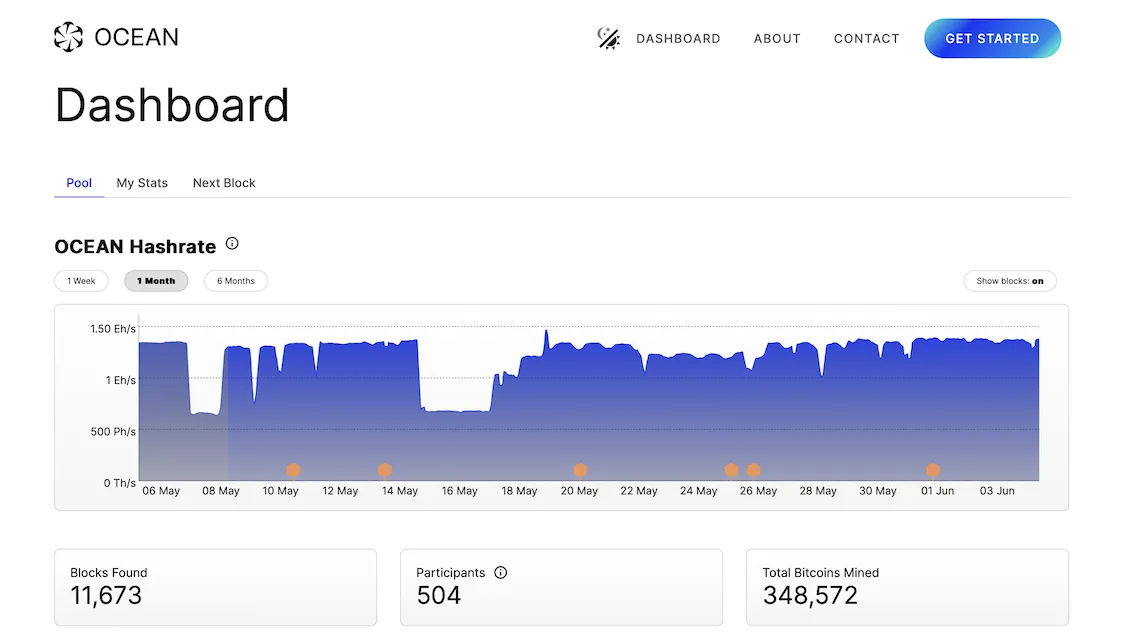 OCEAN
DASHBOARD ABOUT CONTACT GET STARTED
Dashboard
Pool My Stats Next Block
OCEAN Hashrate
1 Week 1 Month 6 Months Show blocks: on
1.50 Eh/s
1 Eh/s
500 Ph/s
0 Th/s
06 May 08 May 10 May 12 May 14 May 16 May 18 May 20 May 22 May 24 May 26 May 28 May 30 May 01 Jun 03 Jun
Blocks Found
11,673
Participants
504
Total Bitcoins Mined
348,572